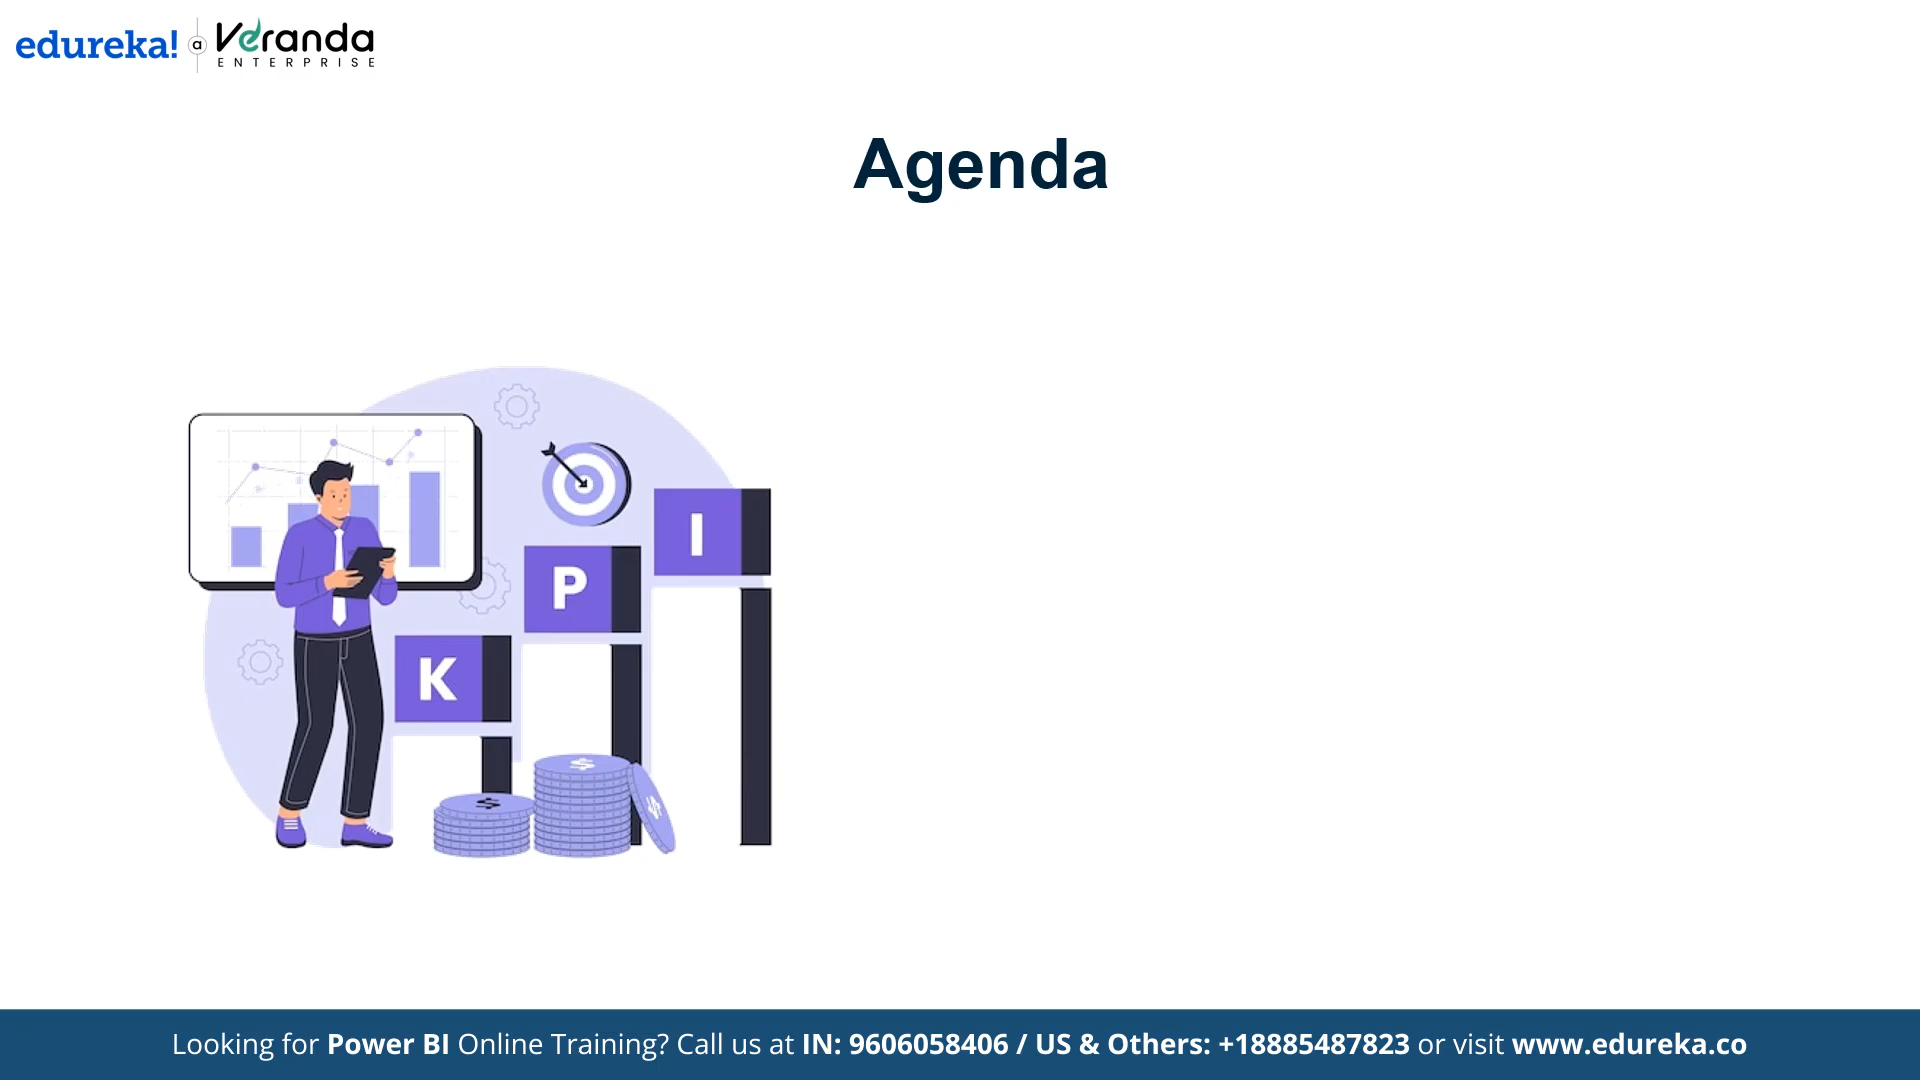 edureka! a Veranda
ENTERPRISE
Agenda
I
P
K
$
$
$
Looking for Power BI Online Training? Call us at IN: 9606058406 / US & Others: +18885487823 or visit www.edureka.co